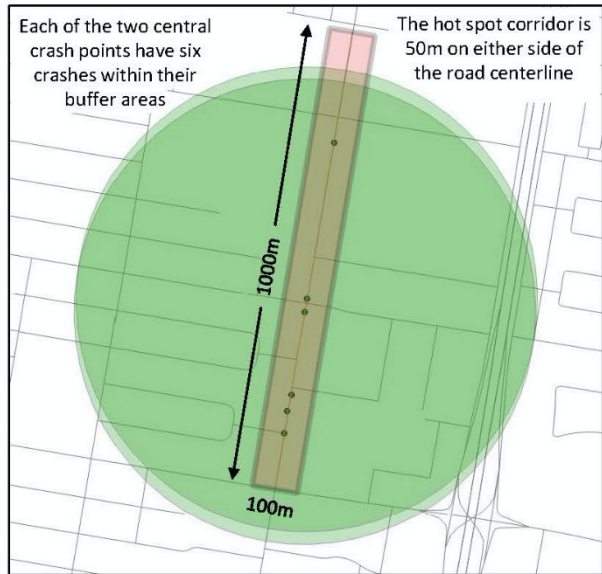 Each of the two central
crash points have six
crashes within their
buffer areas
The hot spot corridor is
50m on either side of
the road centerline
1000m
100m